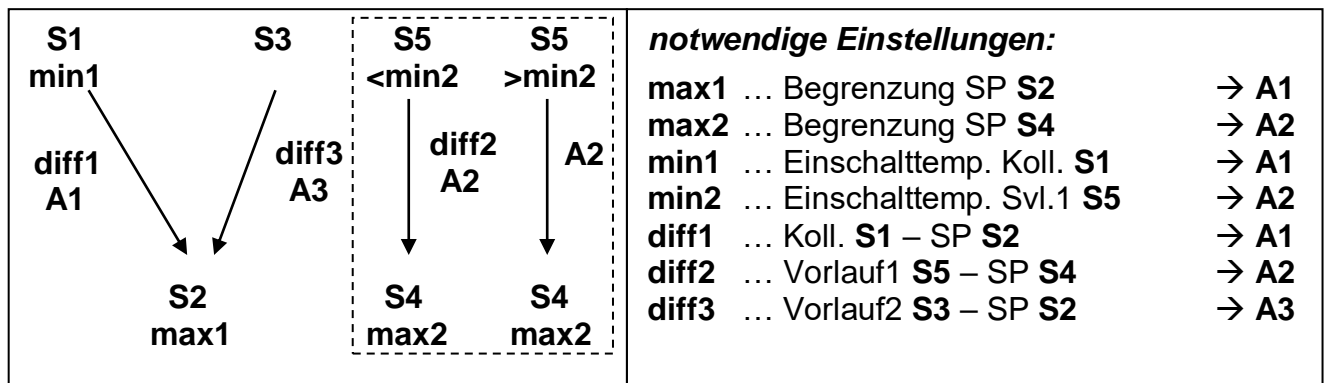 S1 S3 S5 S5
min1 <min2 >min2
diff1 diff3 diff2 A2
A1 A3 A2
S2 S4 S4
max1 max2 max2
notwendige Einstellungen:
max1 … Begrenzung SP S2 → A1
max2 … Begrenzung SP S4 → A2
min1 … Einschalttemp. Koll. S1 → A1
min2 … Einschalttemp. Svl.1 S5 → A2
diff1 … Koll. S1 – SP S2 → A1
diff2 … Vorlauf1 S5 – SP S4 → A2
diff3 … Vorlauf2 S3 – SP S2 → A3